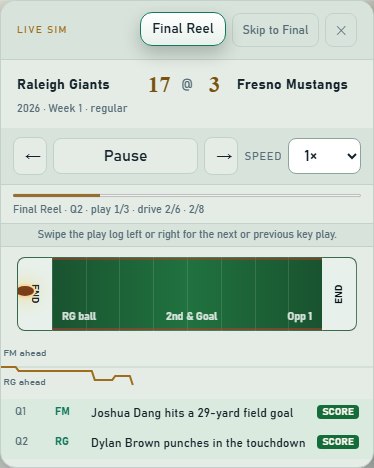 LIVE SIM
Final Reel
Skip to Final
×
Raleigh Giants 17 @ 3 Fresno Mustangs
2026 · Week 1 · regular
← Pause → SPEED 1×
Final Reel · Q2 · play 1/3 · drive 2/6 · 2/8
Swipe the play log left or right for the next or previous key play.
END
END
RG ball 2nd & Goal Opp 1
FM ahead
RG ahead
Q1 FM Joshua Dang hits a 29-yard field goal SCORE
Q2 RG Dylan Brown punches in the touchdown SCORE